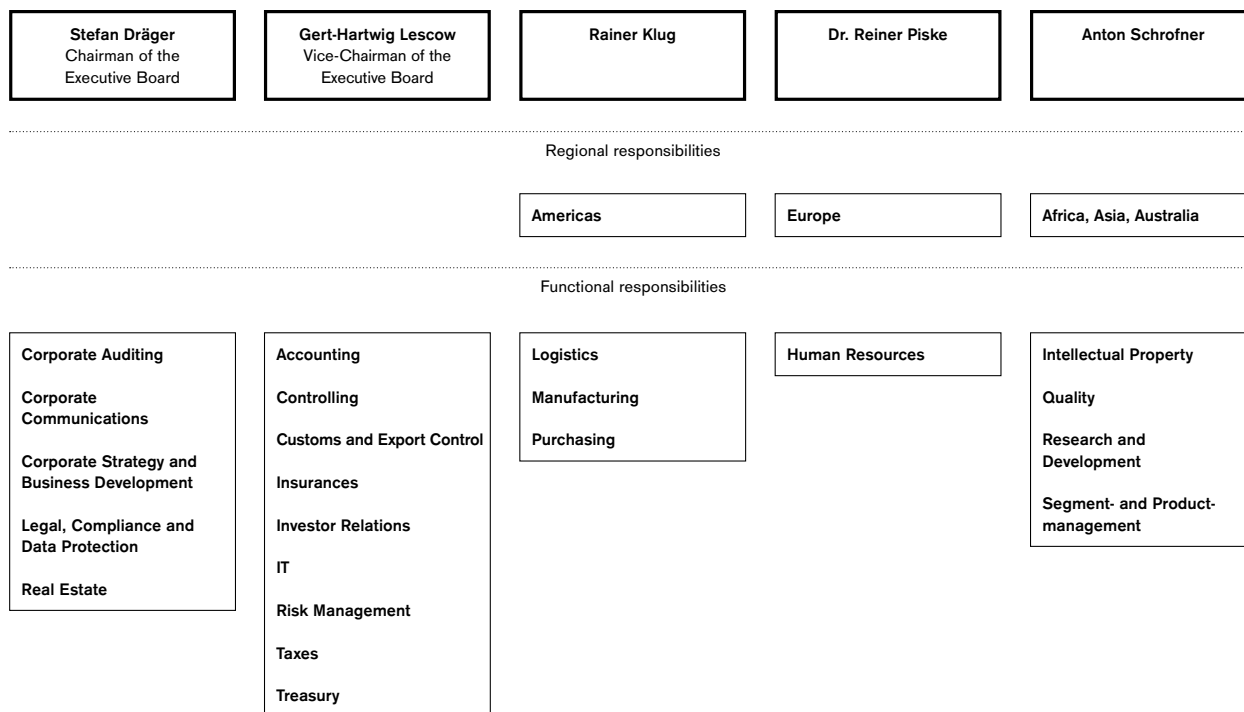 Stefan Dräger
Chairman of the
Executive Board
Gert-Hartwig Lescow
Vice-Chairman of the
Executive Board
Rainer Klug
Dr. Reiner Piske
Anton Schrofner
Regional responsibilities
Americas
Europe
Africa, Asia, Australia
Functional responsibilities
Corporate Auditing
Corporate
Communications
Corporate Strategy and
Business Development
Legal, Compliance and
Data Protection
Real Estate
Accounting
Controlling
Customs and Export Control
Insurances
Investor Relations
IT
Risk Management
Taxes
Treasury
Logistics
Manufacturing
Purchasing
Human Resources
Intellectual Property
Quality
Research and
Development
Segment- and Product-
management